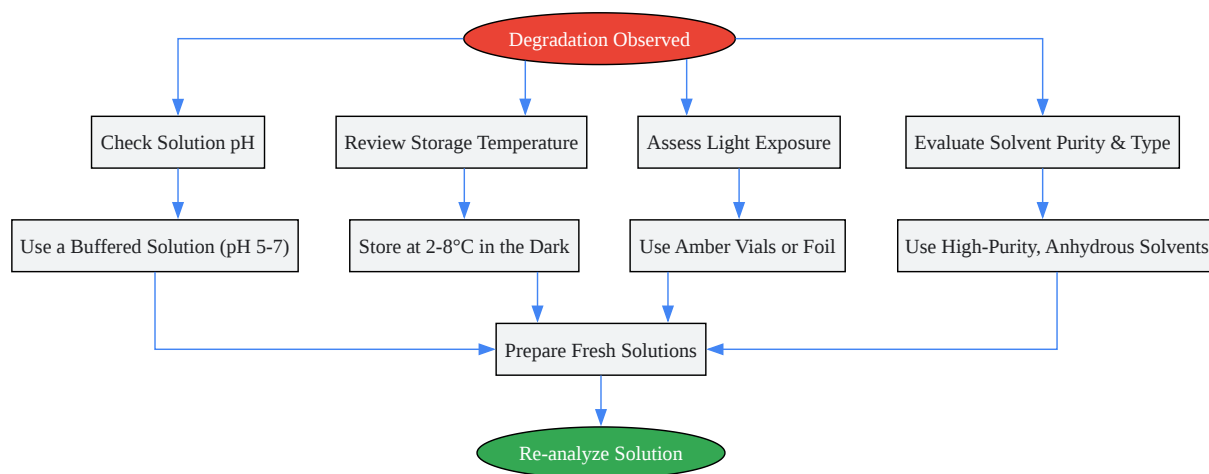 Degradation Observed
Check Solution pH
Review Storage Temperature
Assess Light Exposure
Evaluate Solvent Purity & Type
Use a Buffered Solution (pH 5-7)
Store at 2-8°C in the Dark
Use Amber Vials or Foil
Use High-Purity, Anhydrous Solvents
Prepare Fresh Solutions
Re-analyze Solution